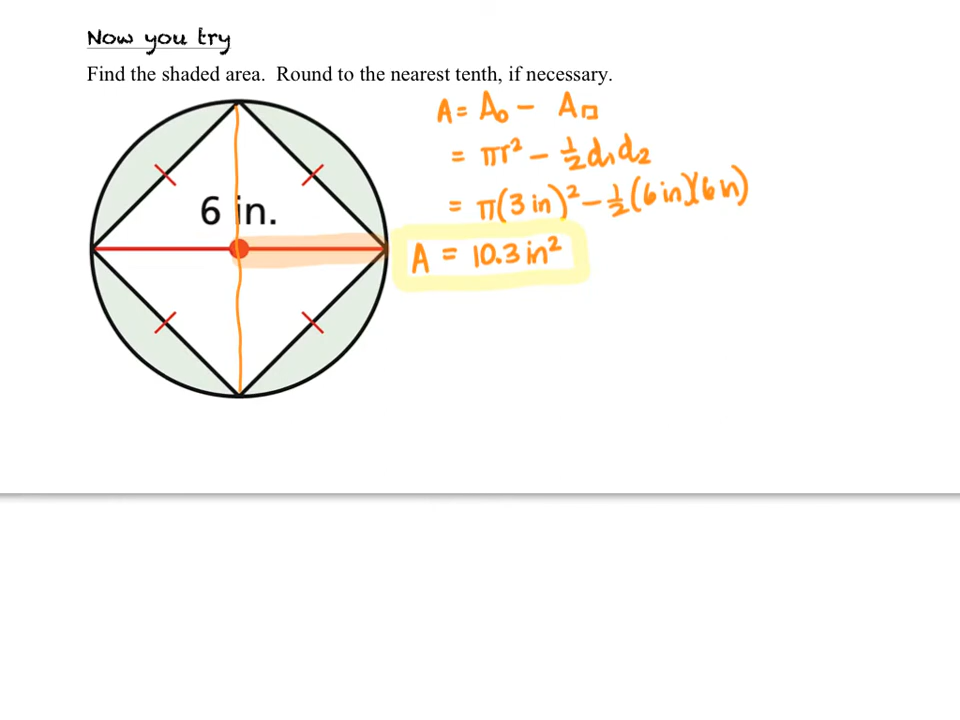 Now you try
Find the shaded area. Round to the nearest tenth, if necessary.
A = A○ - A□
= πr² - ½d₁d₂
6 in.
= π(3 in)² - ½(6 in)(6 in)
A = 10.3 in²